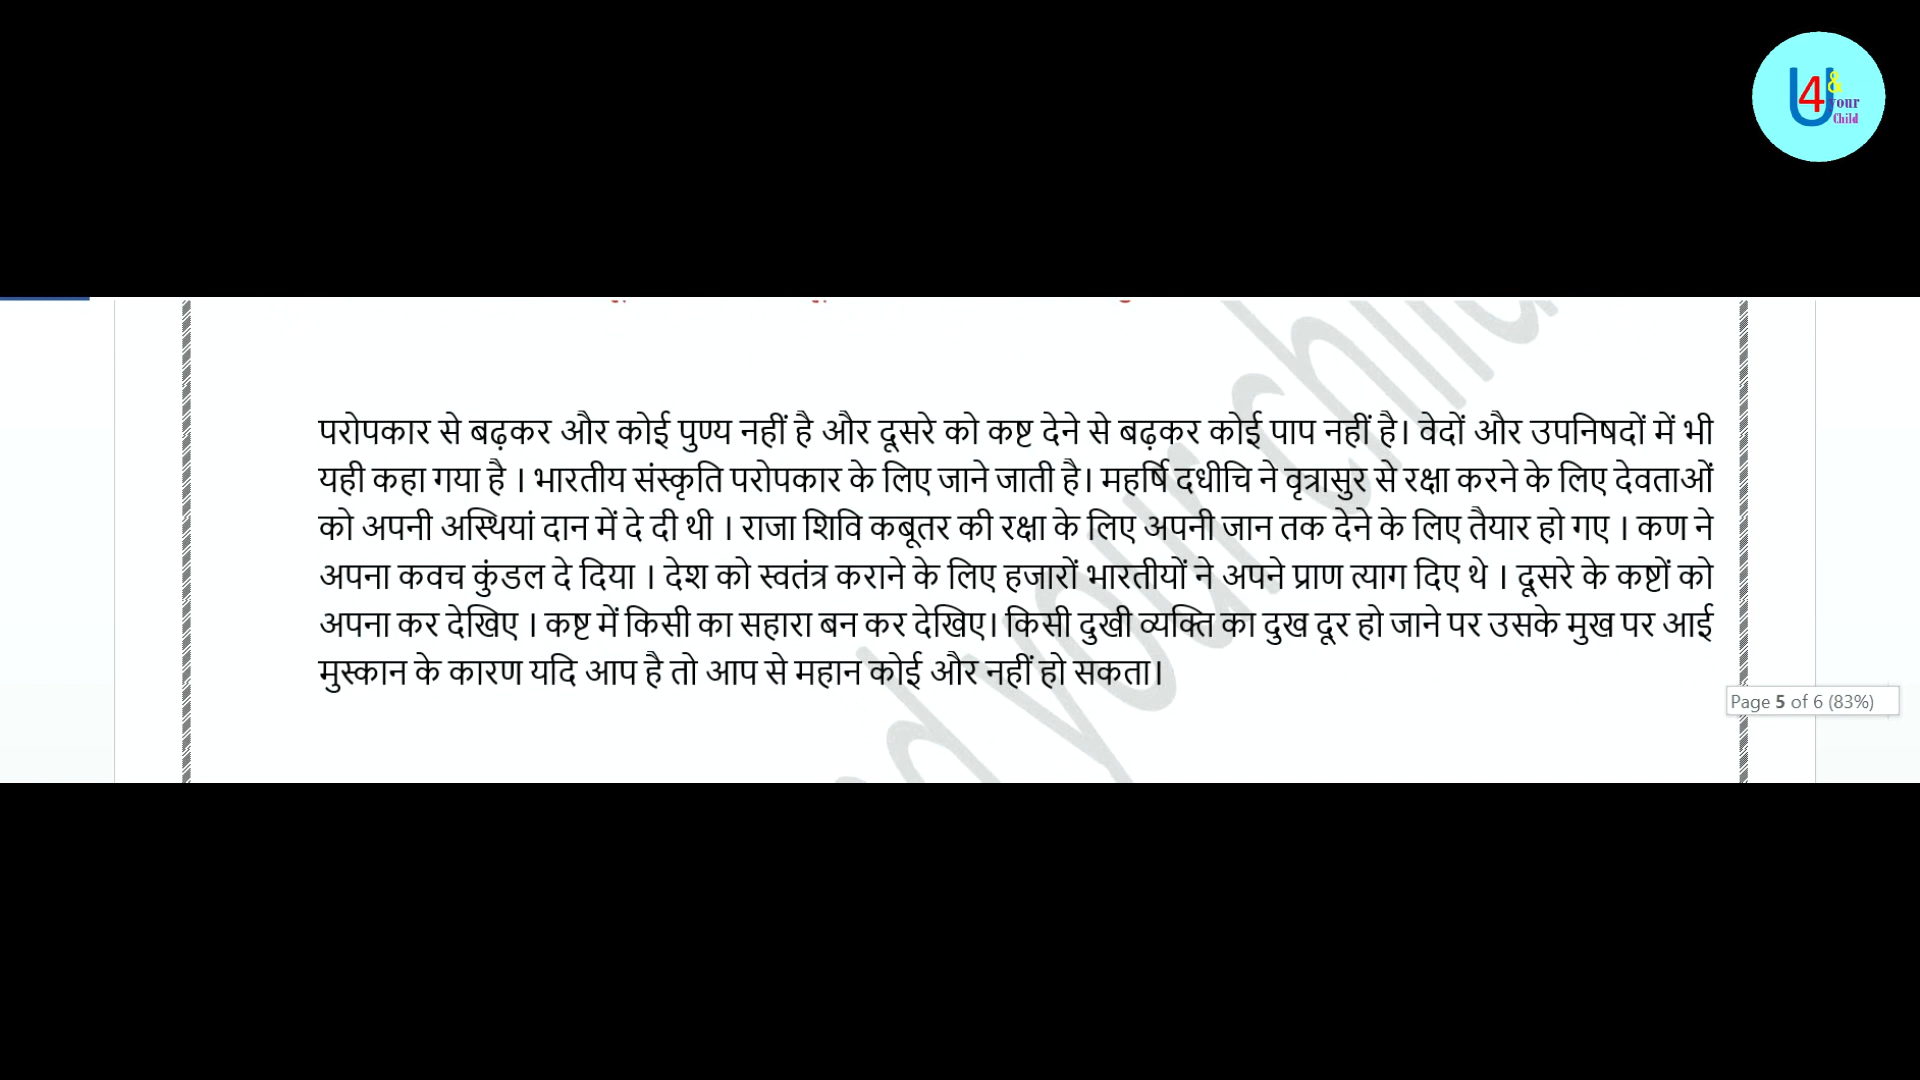 U4 & your Child
परोपकार से बढ़कर और कोई पुण्य नहीं है और दूसरे को कष्ट देने से बढ़कर कोई पाप नहीं है। वेदों और उपनिषदों में भी
यही कहा गया है । भारतीय संस्कृति परोपकार के लिए जाने जाती है। महर्षि दधीचि ने वृत्रासुर से रक्षा करने के लिए देवताओं
को अपनी अस्थियां दान में दे दी थी । राजा शिवि कबूतर की रक्षा के लिए अपनी जान तक देने के लिए तैयार हो गए । कण ने
अपना कवच कुंडल दे दिया । देश को स्वतंत्र कराने के लिए हजारों भारतीयों ने अपने प्राण त्याग दिए थे । दूसरे के कष्टों को
अपना कर देखिए । कष्ट में किसी का सहारा बन कर देखिए। किसी दुखी व्यक्ति का दुख दूर हो जाने पर उसके मुख पर आई
मुस्कान के कारण यदि आप है तो आप से महान कोई और नहीं हो सकता।
Page 5 of 6 (83%)